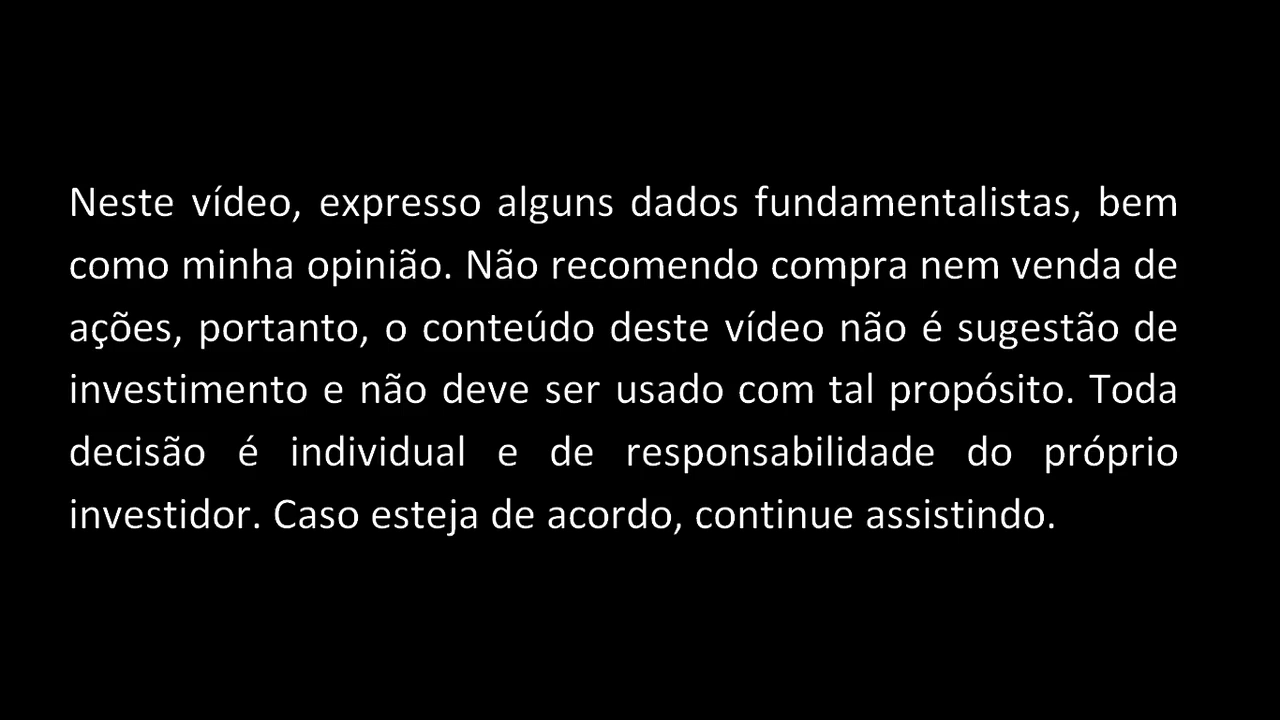 Neste vídeo, expresso alguns dados fundamentalistas, bem
como minha opinião. Não recomendo compra nem venda de
ações, portanto, o conteúdo deste vídeo não é sugestão de
investimento e não deve ser usado com tal propósito. Toda
decisão é individual e de responsabilidade do próprio
investidor. Caso esteja de acordo, continue assistindo.